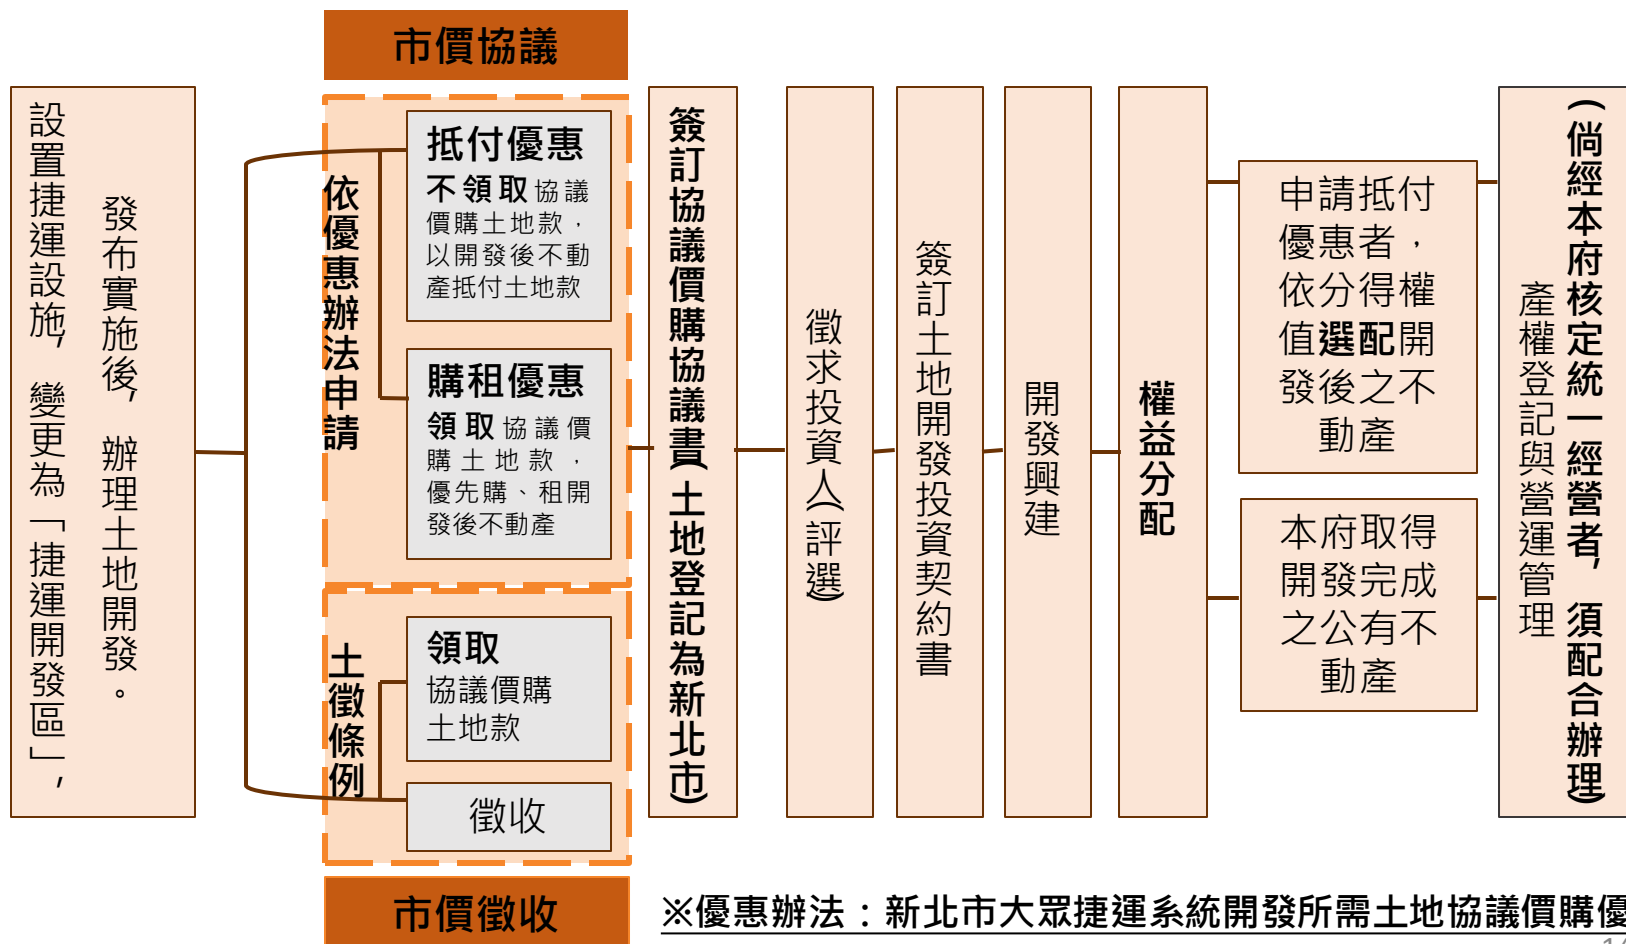 市價協議
設置捷運設施，變更為「捷運開發區」，
發布實施後，辦理土地開發。
依優惠辦法申請
抵付優惠
不領取協議
價購土地款，
以開發後不動
產抵付土地款
購租優惠
領取協議價
購土地款，
優先購、租開
發後不動產
土徵條例
領取
協議價購
土地款
徵收
市價徵收
簽訂協議價購協議書(土地登記為新北市)
徵求投資人(評選)
簽訂土地開發投資契約書
開發興建
權益分配
申請抵付
優惠者，
依分得權
值選配開
發後之不
動產
本府取得
開發完成
之公有不
動產
產權登記與營運管理
(倘經本府核定統一經營者，須配合辦理)
※優惠辦法：新北市大眾捷運系統開發所需土地協議價購優